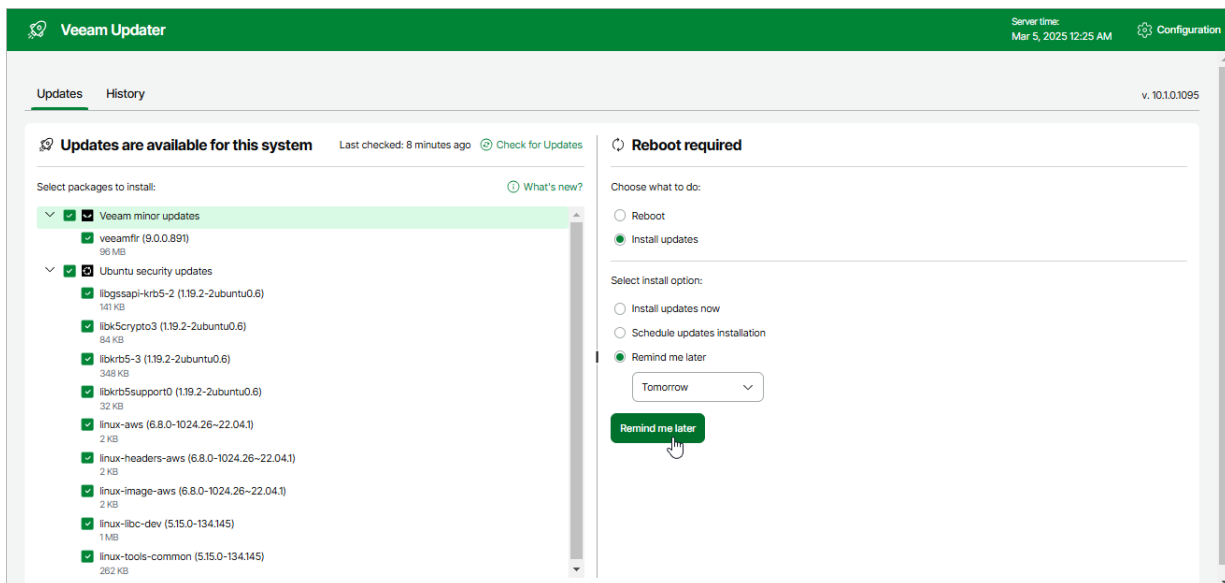 Veeam Updater
Server time:
Mar 5, 2025 12:25 AM
Configuration
Updates
History
v. 10.1.0.1095
Updates are available for this system
Last checked: 8 minutes ago
Check for Updates
Select packages to install:
What's new?
Veeam minor updates
veeamflr (9.0.0.891)
96 MB
Ubuntu security updates
libgssapi-krb5-2 (1.19.2-2ubuntu0.6)
141 KB
libk5crypto3 (1.19.2-2ubuntu0.6)
84 KB
libkrb5-3 (1.19.2-2ubuntu0.6)
348 KB
libkrb5support0 (1.19.2-2ubuntu0.6)
32 KB
linux-aws (6.8.0-1024.26~22.04.1)
2 KB
linux-headers-aws (6.8.0-1024.26~22.04.1)
2 KB
linux-image-aws (6.8.0-1024.26~22.04.1)
2 KB
linux-libc-dev (5.15.0-134.145)
1 MB
linux-tools-common (5.15.0-134.145)
262 KB
Reboot required
Choose what to do:
Reboot
Install updates
Select install option:
Install updates now
Schedule updates installation
Remind me later
Tomorrow
Remind me later